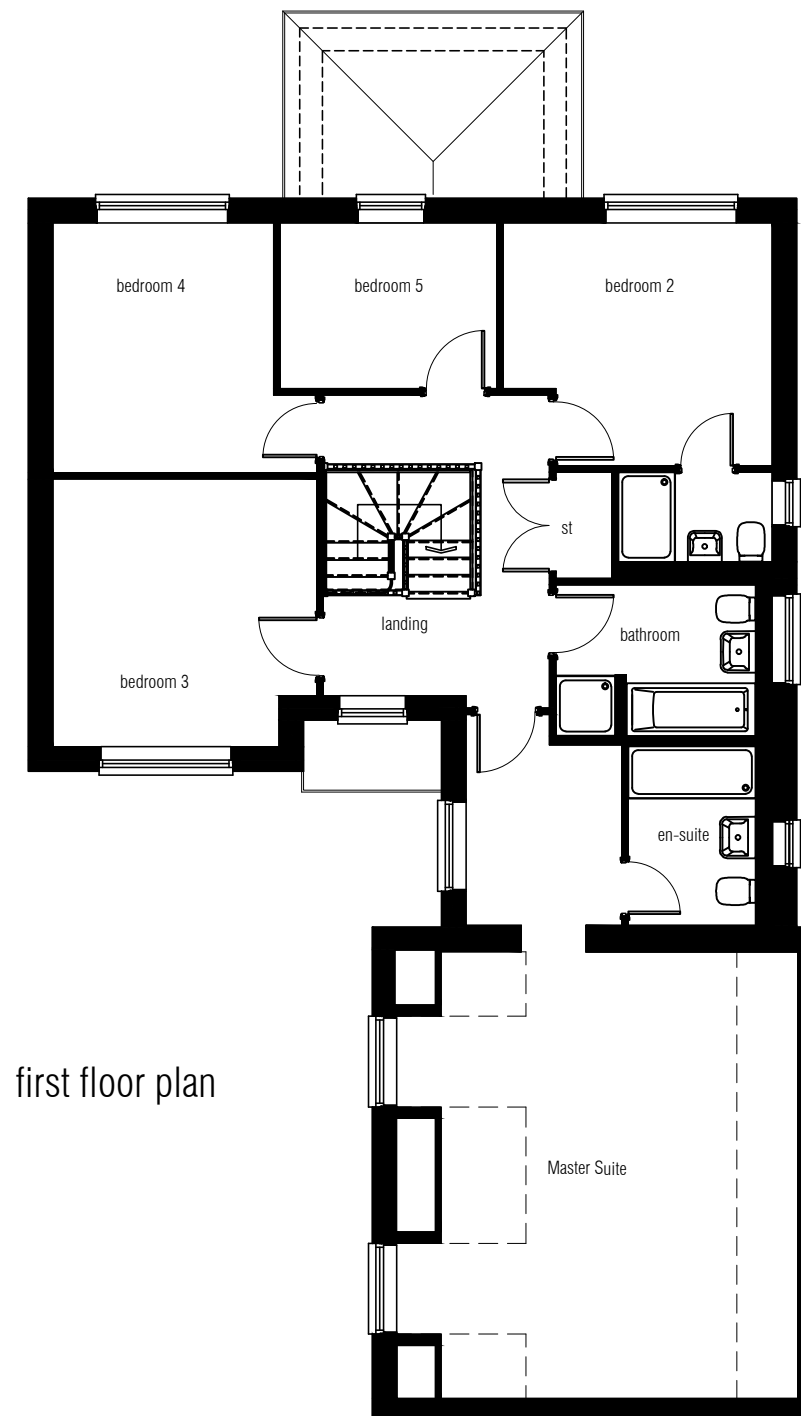 bedroom 4
bedroom 5
bedroom 2
st
landing
bathroom
bedroom 3
en-suite
first floor plan
Master Suite